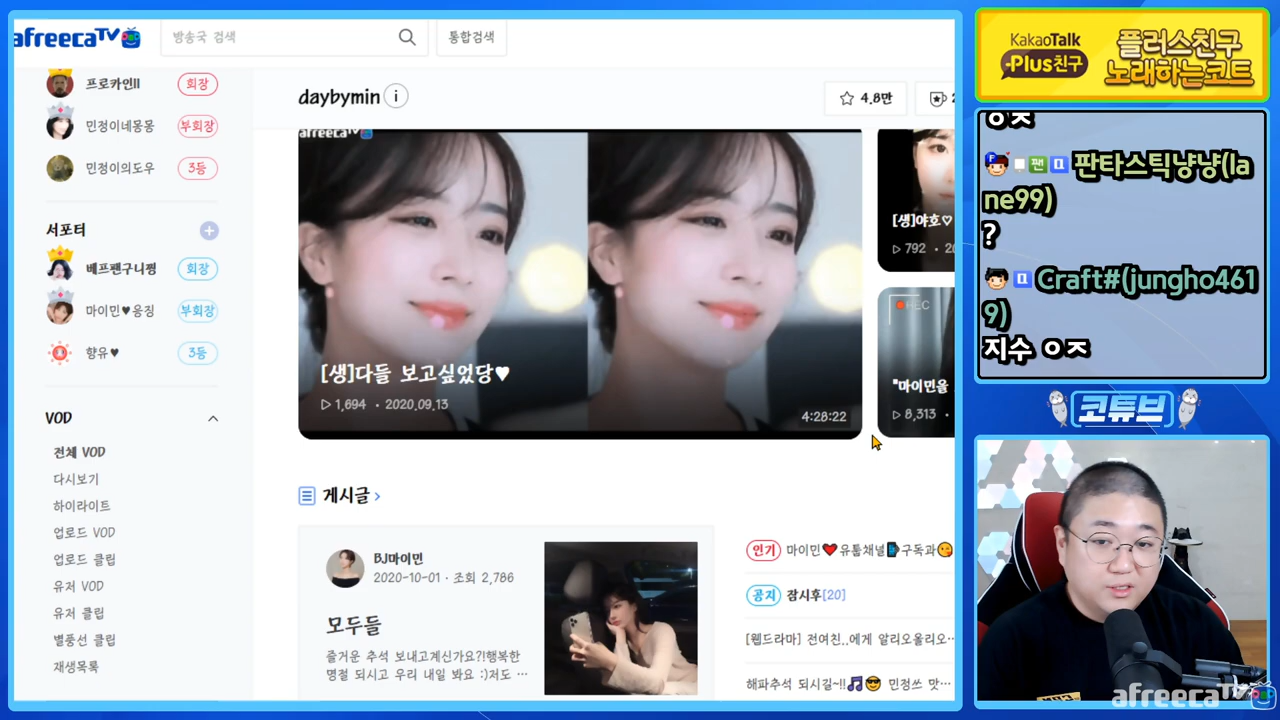 afreecaTV
방송국 검색
통합검색
프로카인II
회장
민정이네몽몽
부회장
민정이의도우
3등
서포터
베프팬구니쩡
회장
마이민♥웅징
부회장
향유♥
3등
VOD
전체 VOD
다시보기
하이라이트
업로드 VOD
업로드 클립
유저 VOD
유저 클립
별풍선 클립
재생목록
daybymin
4.8만
afreecaTV
[생]다들 보고싶었당♥
1,694 · 2020.09.13
4:28:22
[생]야호♡
792
REC
"마이민을
8,313
게시글 >
BJ마이민
2020-10-01 · 조회 2,786
모두들
즐거운 추석 보내고계신가요?!행복한
명절 되시고 우리 내일 봐요 :)저도 …
인기 마이민❤유튭채널📱구독과😘
공지 잠시후[20]
[웹드라마] 전여친..에게 알리오올리오…
해파추석 되시길~!!🎵😎 민정쓰 맛…
KakaoTalk
Plus친구
플러스친구
노래하는코트
ㅇㅈ
팬 판타스틱냥냥(la
ne99)
?
Craft#(jungho461
9)
지수 ㅇㅈ
코튜브
afreecaTV